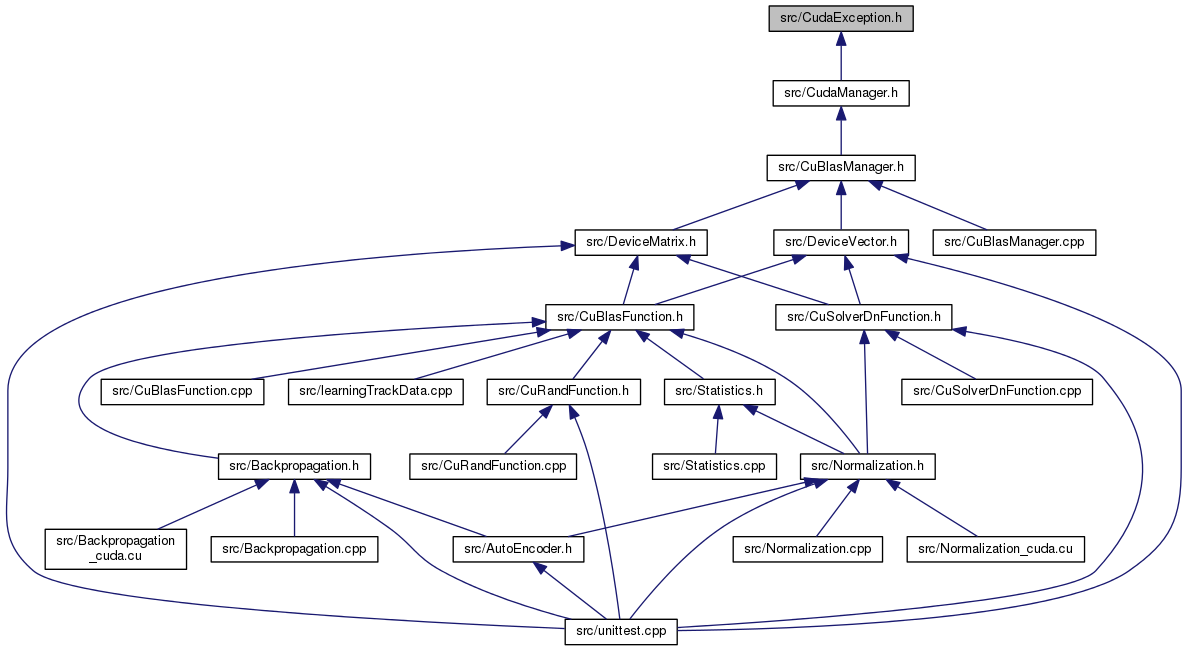 src/CudaException.h
src/CudaManager.h
src/CuBlasManager.h
src/DeviceMatrix.h
src/DeviceVector.h
src/CuBlasManager.cpp
src/CuBlasFunction.h
src/CuSolverDnFunction.h
src/CuBlasFunction.cpp
src/learningTrackData.cpp
src/CuRandFunction.h
src/Statistics.h
src/CuSolverDnFunction.cpp
src/Backpropagation.h
src/CuRandFunction.cpp
src/Statistics.cpp
src/Normalization.h
src/Backpropagation
_cuda.cu
src/Backpropagation.cpp
src/AutoEncoder.h
src/Normalization.cpp
src/Normalization_cuda.cu
src/unittest.cpp